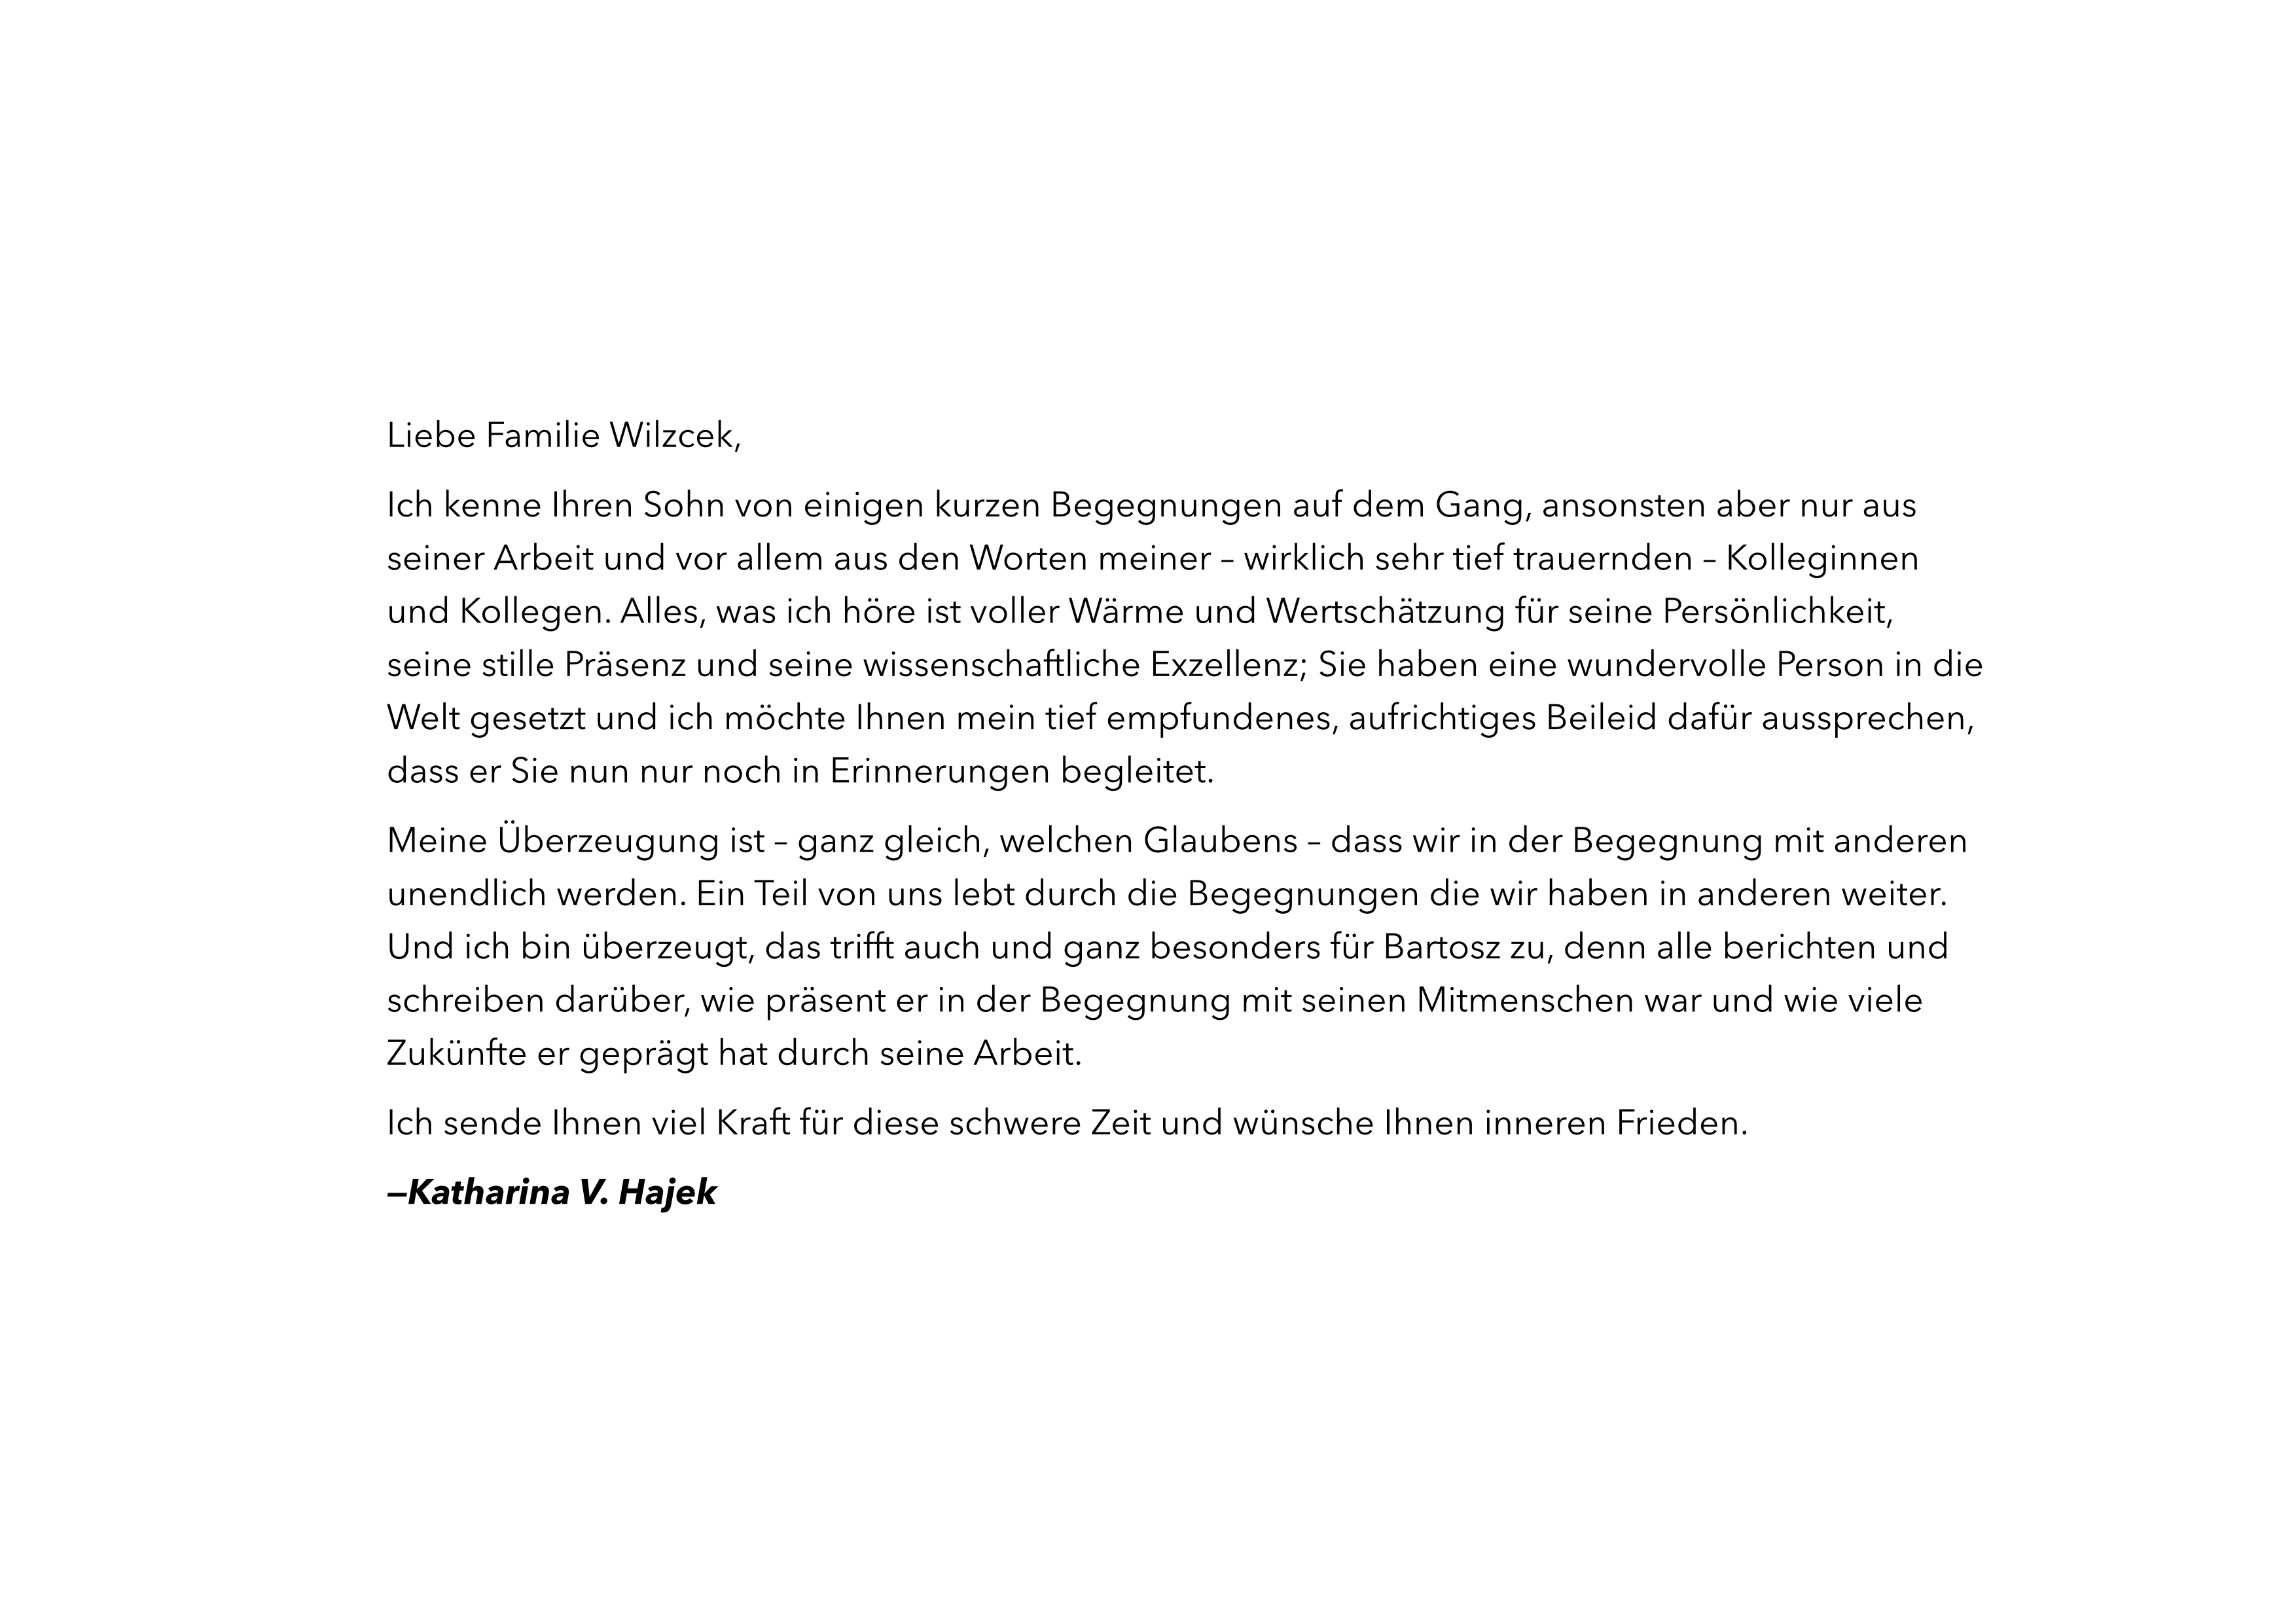 Liebe Familie Wilzcek,
Ich kenne Ihren Sohn von einigen kurzen Begegnungen auf dem Gang, ansonsten aber nur aus
seiner Arbeit und vor allem aus den Worten meiner – wirklich sehr tief trauernden – Kolleginnen
und Kollegen. Alles, was ich höre ist voller Wärme und Wertschätzung für seine Persönlichkeit,
seine stille Präsenz und seine wissenschaftliche Exzellenz; Sie haben eine wundervolle Person in die
Welt gesetzt und ich möchte Ihnen mein tief empfundenes, aufrichtiges Beileid dafür aussprechen,
dass er Sie nun nur noch in Erinnerungen begleitet.
Meine Überzeugung ist – ganz gleich, welchen Glaubens – dass wir in der Begegnung mit anderen
unendlich werden. Ein Teil von uns lebt durch die Begegnungen die wir haben in anderen weiter.
Und ich bin überzeugt, das trifft auch und ganz besonders für Bartosz zu, denn alle berichten und
schreiben darüber, wie präsent er in der Begegnung mit seinen Mitmenschen war und wie viele
Zukünfte er geprägt hat durch seine Arbeit.
Ich sende Ihnen viel Kraft für diese schwere Zeit und wünsche Ihnen inneren Frieden.
—Katharina V. Hajek